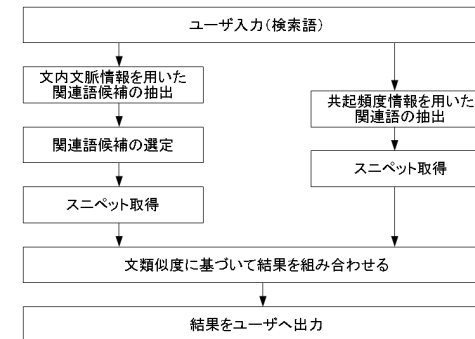 ユーザ入力(検索語)
文内文脈情報を用いた
関連語候補の抽出
共起頻度情報を用いた
関連語の抽出
関連語候補の選定
スニペット取得
スニペット取得
文類似度に基づいて結果を組み合わせる
結果をユーザへ出力